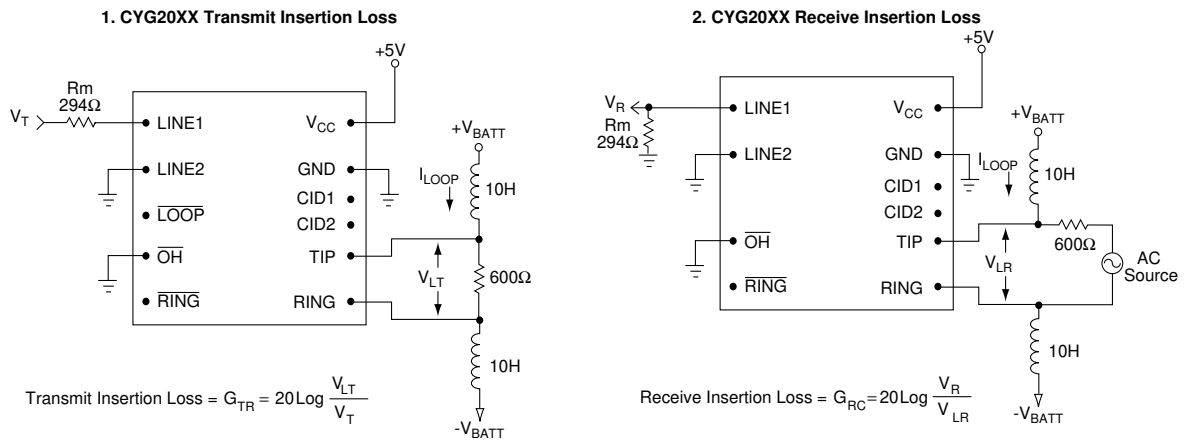 1. CYG20XX Transmit Insertion Loss
+5V
Rm
294Ω
V_T
LINE1
V_CC
LINE2
GND
CID1
LOOP
CID2
OH
TIP
RING
RING
+V_BATT
I_LOOP
10H
V_LT
600Ω
10H
-V_BATT
Transmit Insertion Loss = G_TR = 20Log V_LT / V_T
2. CYG20XX Receive Insertion Loss
+5V
V_R
Rm
294Ω
LINE1
V_CC
LINE2
GND
CID1
CID2
OH
TIP
RING
RING
+V_BATT
I_LOOP
10H
600Ω
V_LR
AC
Source
10H
-V_BATT
Receive Insertion Loss = G_RC=20Log V_R / V_LR